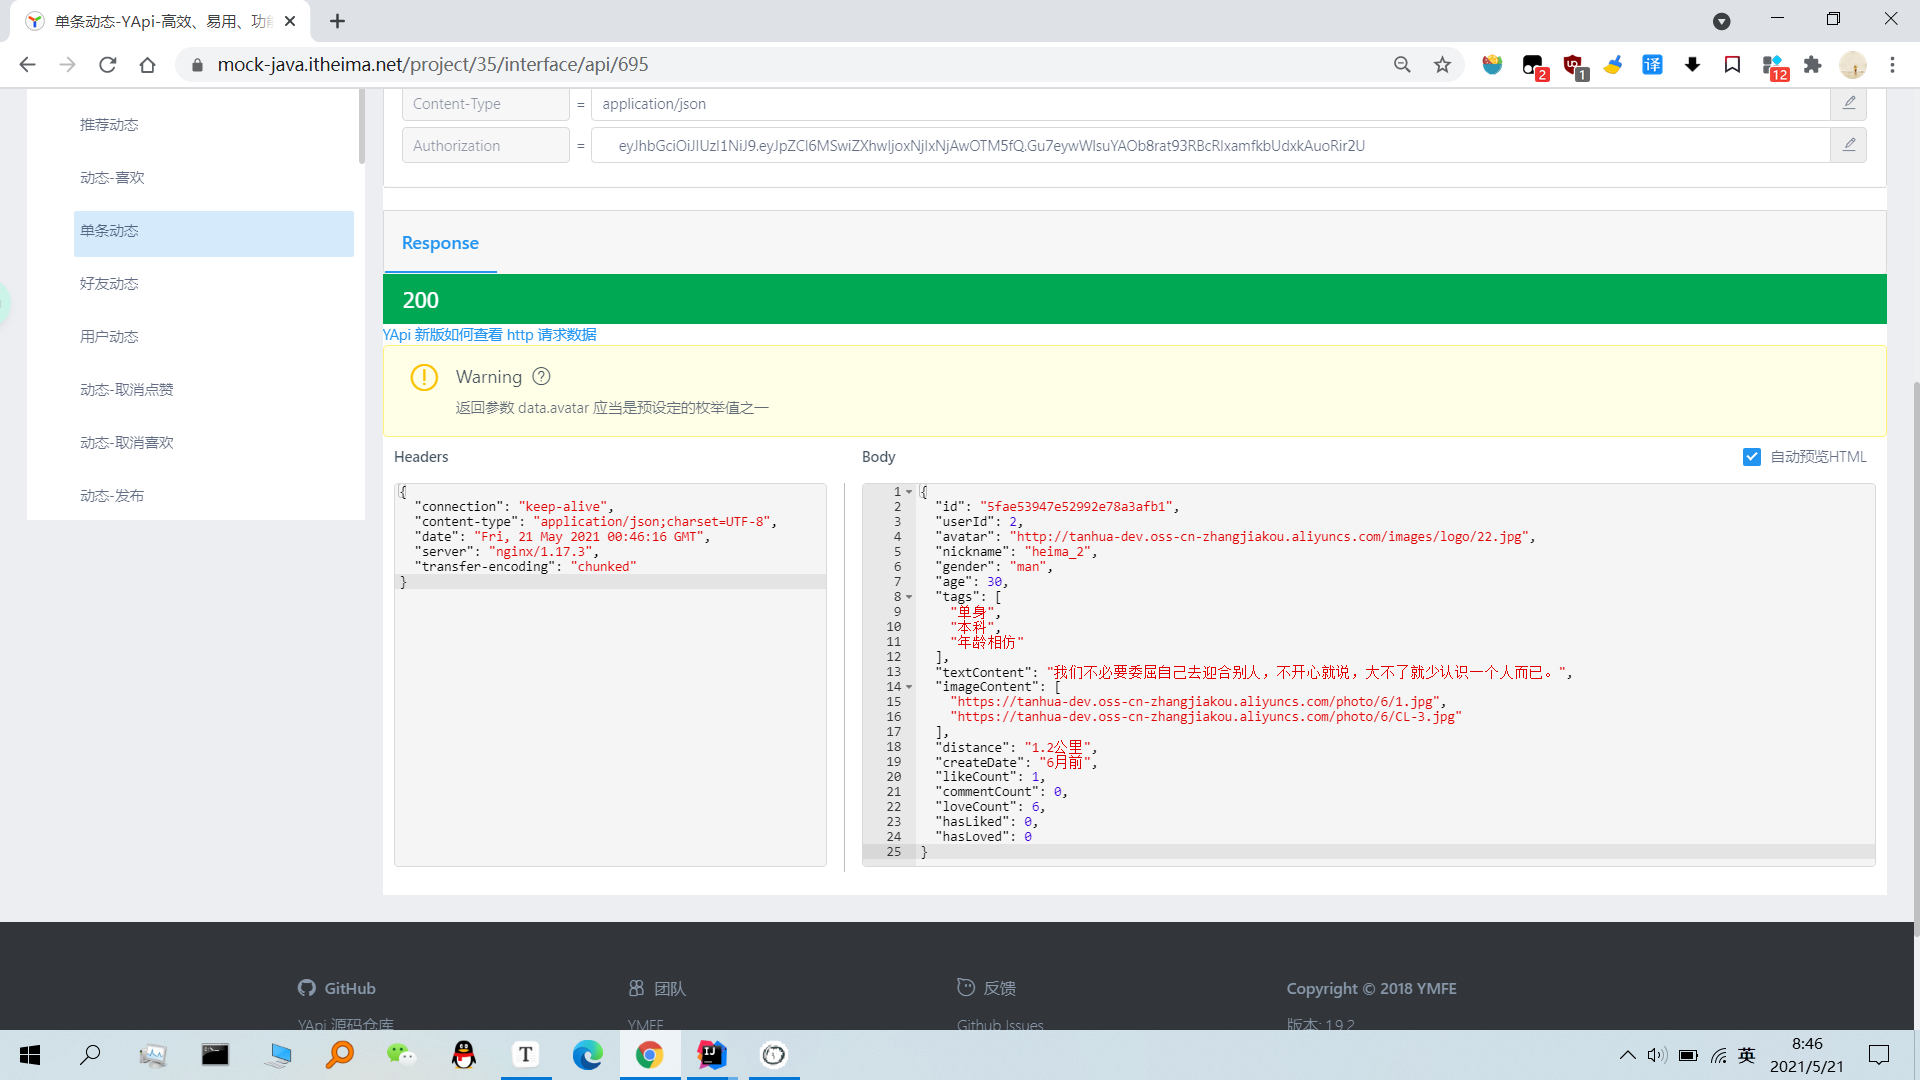 单条动态-YApi-高效、易用、功能
mock-java.itheima.net/project/35/interface/api/695
2
1
译
12
推荐动态
动态-喜欢
单条动态
好友动态
用户动态
动态-取消点赞
动态-取消喜欢
动态-发布
Content-Type = application/json
Authorization = eyJhbGciOiJIUzI1NiJ9.eyJpZCI6MSwiZXhwIjoxNjIxNjAwOTM5fQ.Gu7eywWIsuYAOb8rat93RBcRIxamfkbUdxkAuoRir2U
Response
200
YApi 新版如何查看 http 请求数据
Warning
返回参数 data.avatar 应当是预设定的枚举值之一
Headers
{
"connection": "keep-alive",
"content-type": "application/json;charset=UTF-8",
"date": "Fri, 21 May 2021 00:46:16 GMT",
"server": "nginx/1.17.3",
"transfer-encoding": "chunked"
}
Body
自动预览HTML
1 {
2 "id": "5fae53947e52992e78a3afb1",
3 "userId": 2,
4 "avatar": "http://tanhua-dev.oss-cn-zhangjiakou.aliyuncs.com/images/logo/22.jpg",
5 "nickname": "heima_2",
6 "gender": "man",
7 "age": 30,
8 "tags": [
9 "单身",
10 "本科",
11 "年龄相仿"
12 ],
13 "textContent": "我们不必要委屈自己去迎合别人，不开心就说，大不了就少认识一个人而已。",
14 "imageContent": [
15 "https://tanhua-dev.oss-cn-zhangjiakou.aliyuncs.com/photo/6/1.jpg",
16 "https://tanhua-dev.oss-cn-zhangjiakou.aliyuncs.com/photo/6/CL-3.jpg"
17 ],
18 "distance": "1.2公里",
19 "createDate": "6月前",
20 "likeCount": 1,
21 "commentCount": 0,
22 "loveCount": 6,
23 "hasLiked": 0,
24 "hasLoved": 0
25 }
GitHub
团队
反馈
Copyright © 2018 YMFE
YApi 源码仓库
YMFE
Github Issues
版本: 1.9.2
T
IJ
英
8:46
2021/5/21